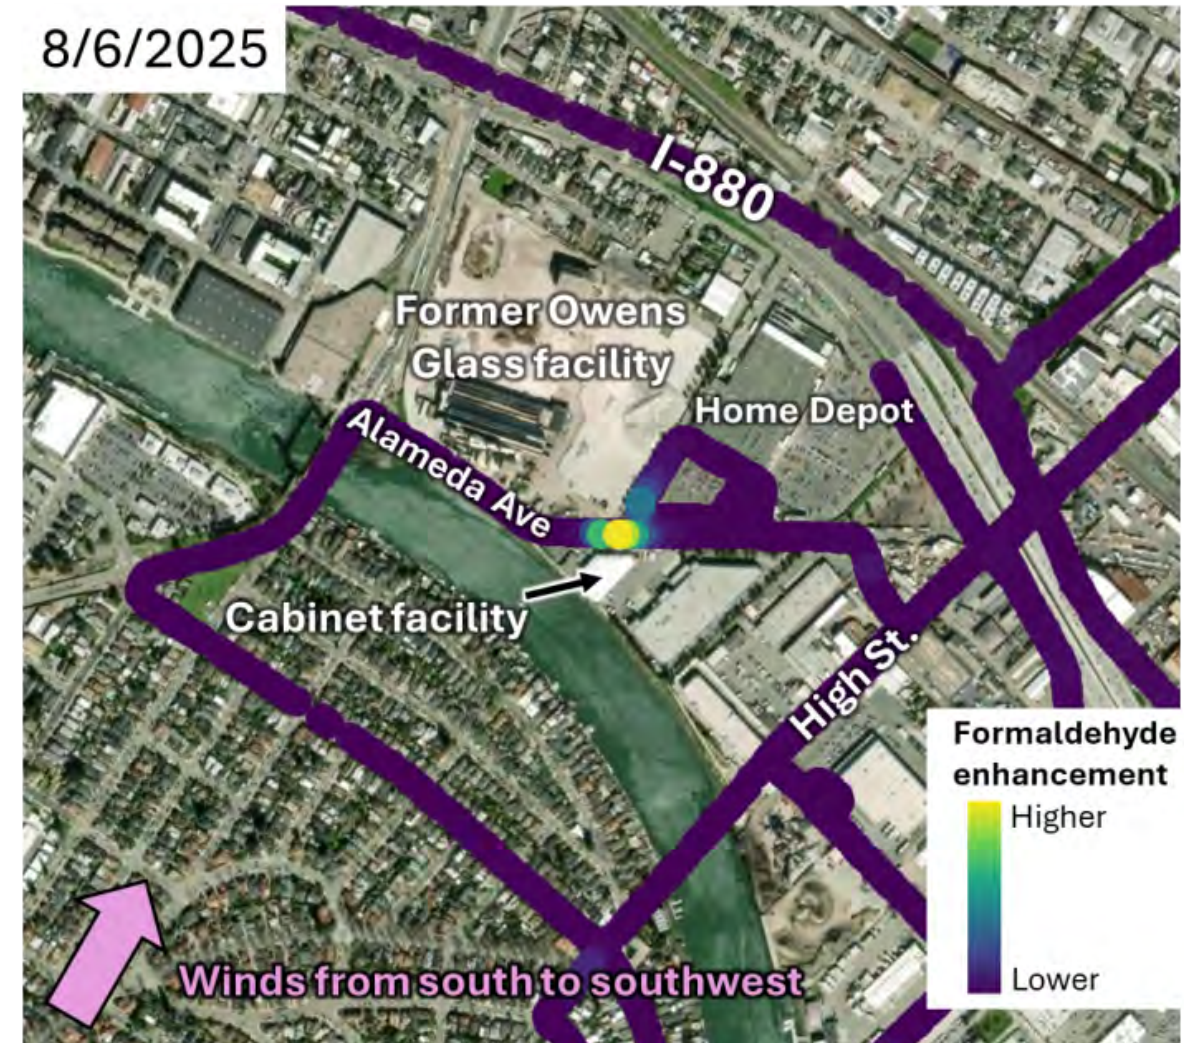 8/6/2025
I-880
Former Owens
Glass facility
Home Depot
Alameda Ave
Cabinet facility
High St.
Formaldehyde
enhancement
Higher
Lower
Winds from south to southwest